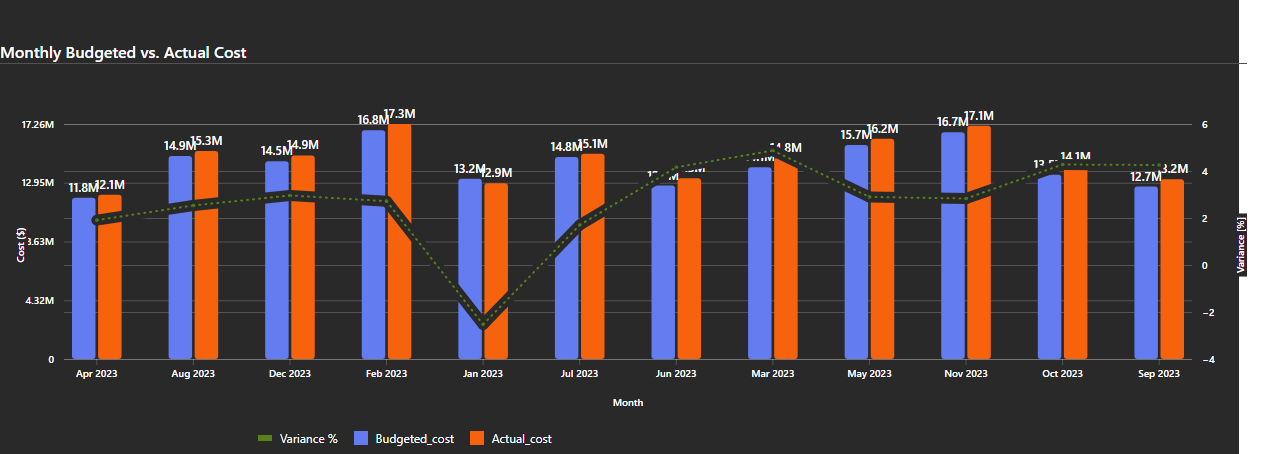 Monthly Budgeted vs. Actual Cost
17.26M
12.95M
8.63M
4.32M
0
Cost ($)
11.8M 12.1M
14.9M 15.3M
14.5M 14.9M
16.8M 17.3M
13.2M 12.9M
14.8M 15.1M
15.7M 16.2M
16.7M 17.1M
14.1M
12.7M
6
4
2
0
−2
−4
Variance [%]
Apr 2023 Aug 2023 Dec 2023 Feb 2023 Jan 2023 Jul 2023 Jun 2023 Mar 2023 May 2023 Nov 2023 Oct 2023 Sep 2023
Month
Variance % Budgeted_cost Actual_cost